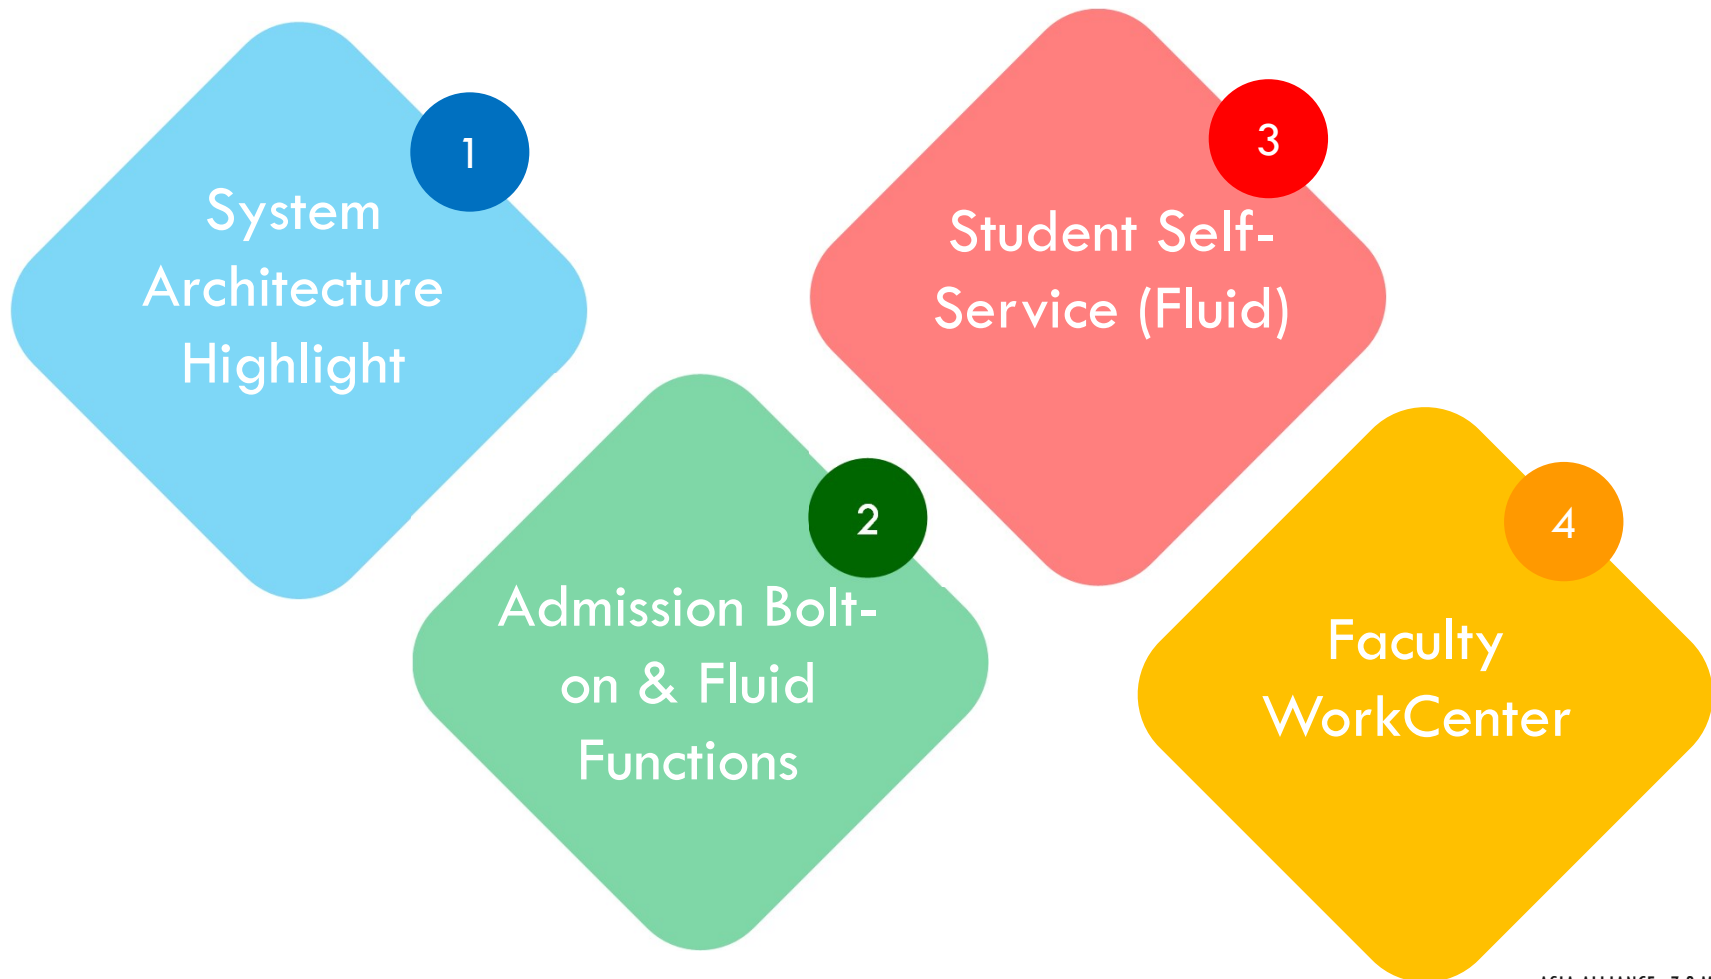 1
System
Architecture
Highlight
2
Admission Bolt-
on & Fluid
Functions
3
Student Self-
Service (Fluid)
4
Faculty
WorkCenter